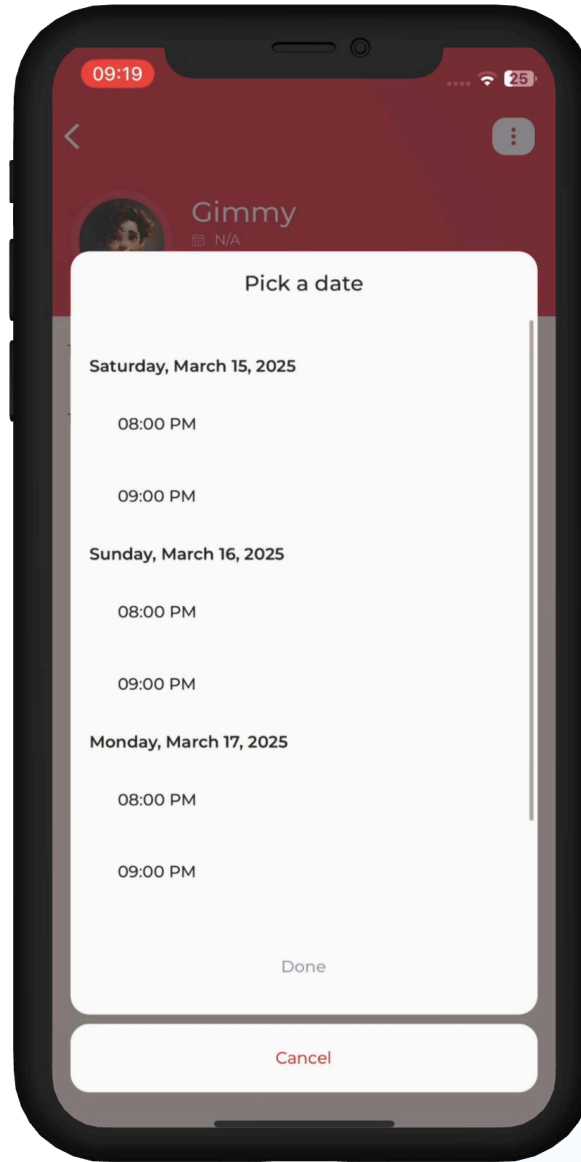 09:19
25
Gimmy
N/A
Pick a date
Saturday, March 15, 2025
08:00 PM
09:00 PM
Sunday, March 16, 2025
08:00 PM
09:00 PM
Monday, March 17, 2025
08:00 PM
09:00 PM
Done
Cancel